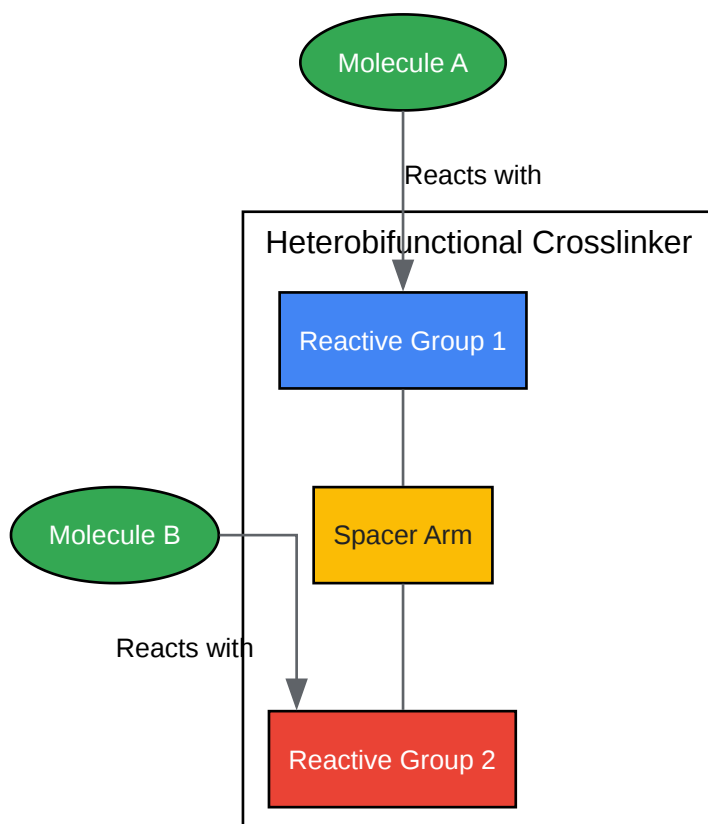 Molecule A
Reacts with
Heterobifunctional Crosslinker
Reactive Group 1
Spacer Arm
Molecule B
Reacts with
Reactive Group 2